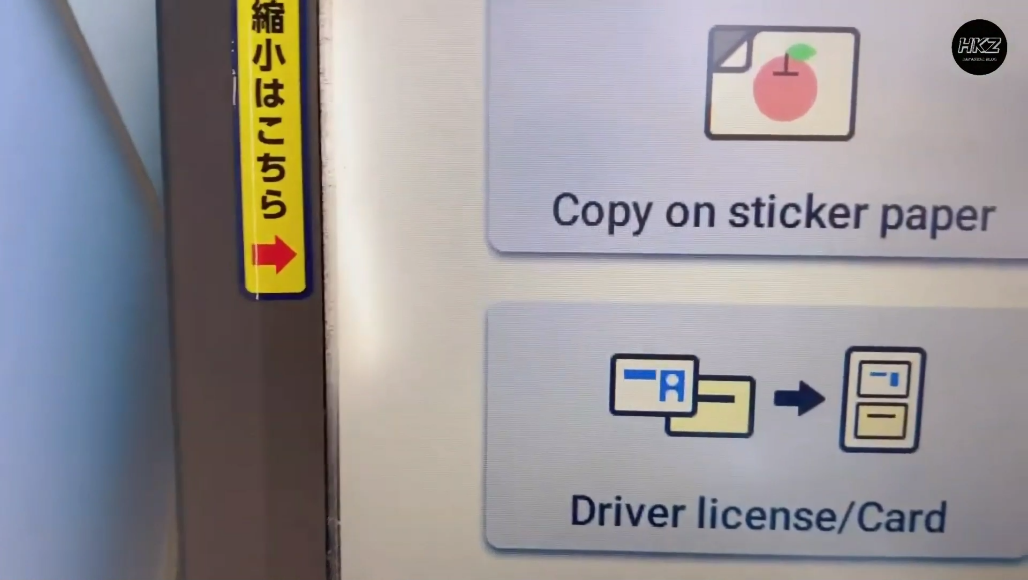 縮小はこちら
HKZ
Copy on sticker paper
Driver license/Card